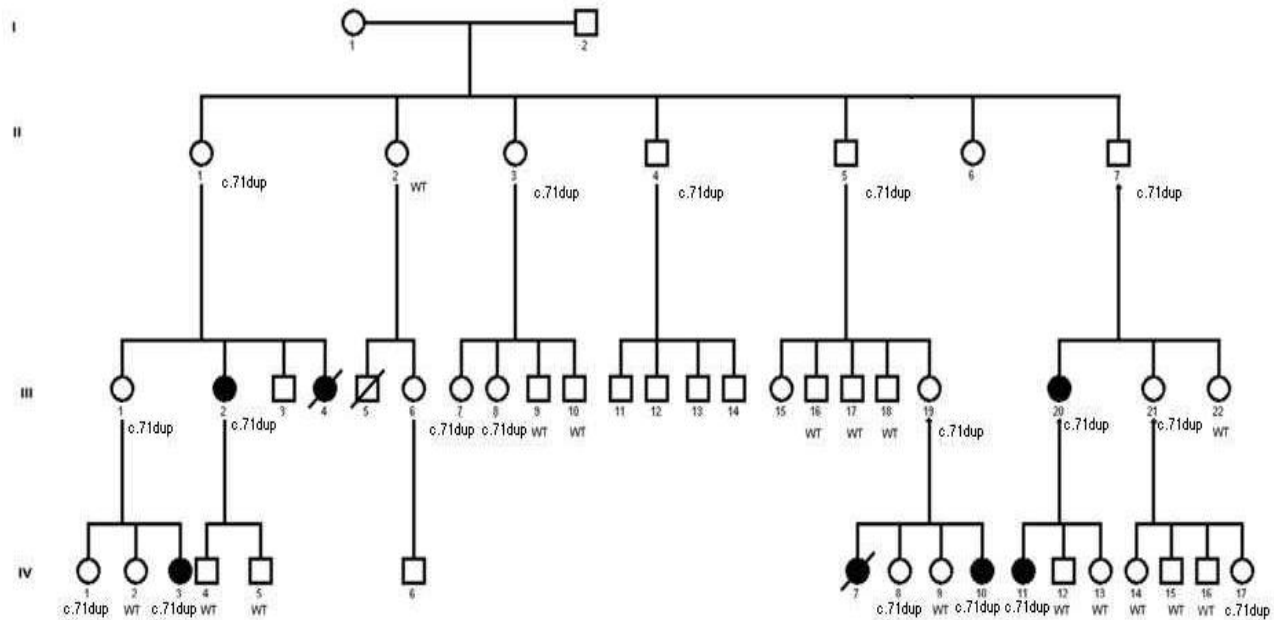 I
1 2
II
1 2 3 4 5 6 7
c.71dup WT c.71dup c.71dup c.71dup c.71dup
III
1 2 3 4 5 6 7 8 9 10 11 12 13 14 15 16 17 18 19 20 21 22
c.71dup c.71dup c.71dup c.71dup WT WT WT WT WT c.71dup c.71dup c.71dup WT
IV
1 2 3 4 5 6 7 8 9 10 11 12 13 14 15 16 17
c.71dup WT c.71dup WT WT c.71dup WT c.71dup c.71dup WT WT WT WT WT c.71dup